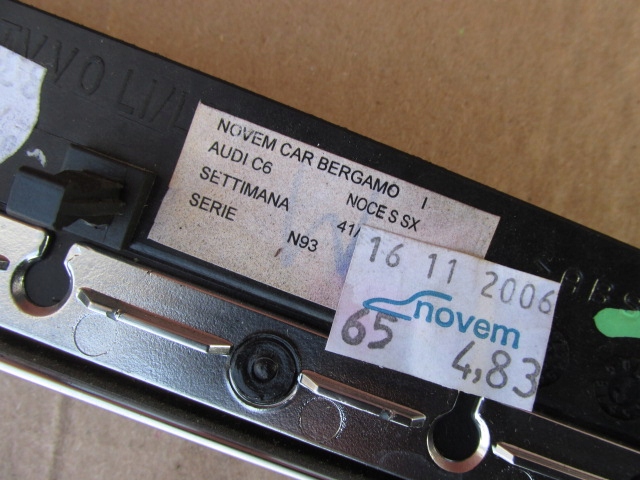 NOVEM CAR BERGAMO I
AUDI C6 NOCE S SX
SETTIMANA 41/
SERIE N93
16 11 2006
novem
65 4,83